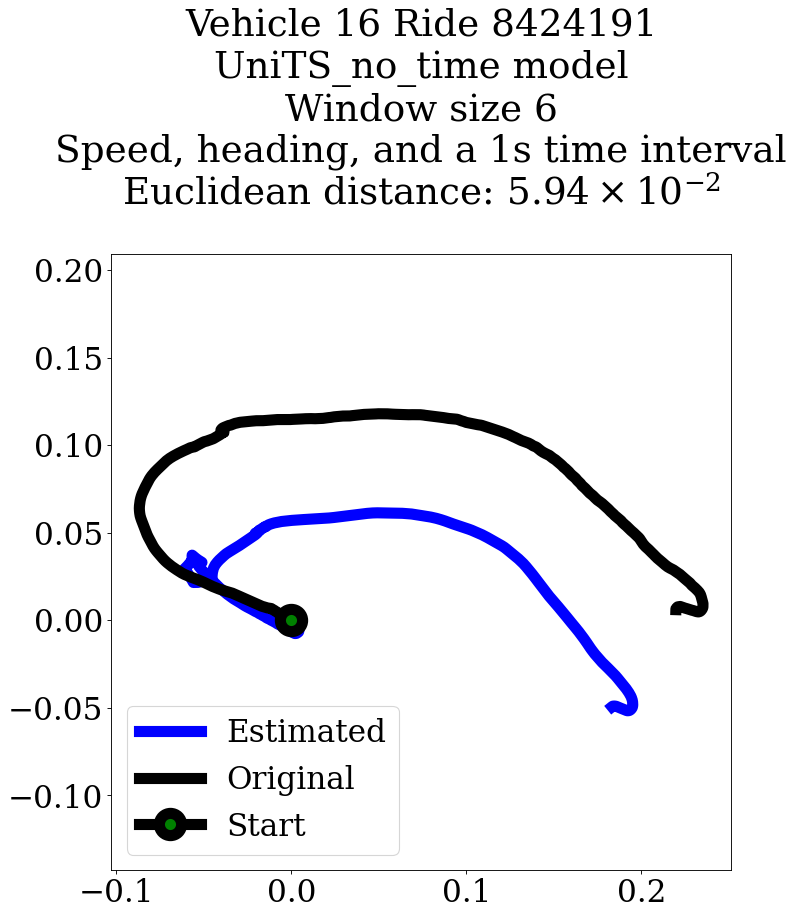 Vehicle 16 Ride 8424191
UniTS_no_time model
Window size 6
Speed, heading, and a 1s time interval
Euclidean distance: 5.94 × 10⁻²
0.20
0.15
0.10
0.05
0.00
−0.05
−0.10
Estimated
Original
Start
−0.1
0.0
0.1
0.2